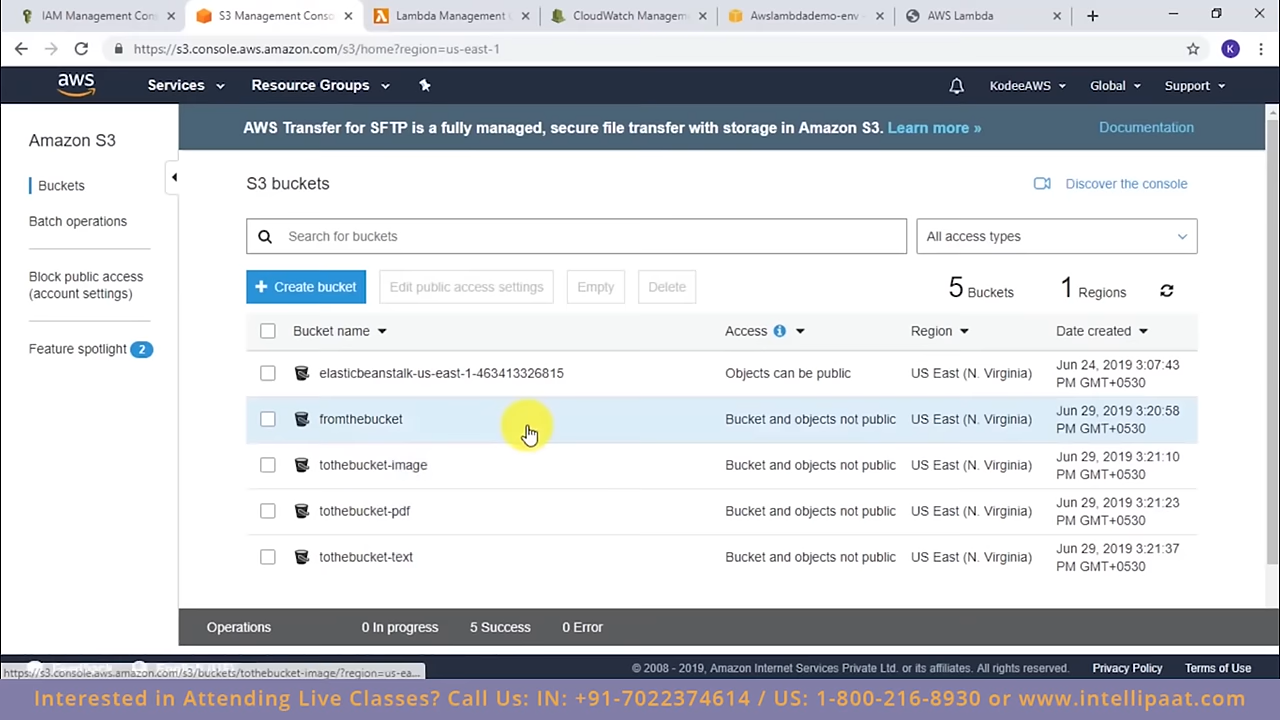 IAM Management Con
S3 Management Conso
Lambda Management C
CloudWatch Managem
Awslambdademo-env
AWS Lambda
https://s3.console.aws.amazon.com/s3/home?region=us-east-1
K
aws
Services
Resource Groups
KodeeAWS
Global
Support
Amazon S3
Buckets
Batch operations
Block public access
(account settings)
Feature spotlight 2
AWS Transfer for SFTP is a fully managed, secure file transfer with storage in Amazon S3. Learn more »
Documentation
S3 buckets
Discover the console
Search for buckets
All access types
+ Create bucket
Edit public access settings
Empty
Delete
5 Buckets
1 Regions
Bucket name
Access
Region
Date created
elasticbeanstalk-us-east-1-463413326815
Objects can be public
US East (N. Virginia)
Jun 24, 2019 3:07:43
PM GMT+0530
fromthebucket
Bucket and objects not public
US East (N. Virginia)
Jun 29, 2019 3:20:58
PM GMT+0530
tothebucket-image
Bucket and objects not public
US East (N. Virginia)
Jun 29, 2019 3:21:10
PM GMT+0530
tothebucket-pdf
Bucket and objects not public
US East (N. Virginia)
Jun 29, 2019 3:21:23
PM GMT+0530
tothebucket-text
Bucket and objects not public
US East (N. Virginia)
Jun 29, 2019 3:21:37
PM GMT+0530
Operations
0 In progress
5 Success
0 Error
https://s3.console.aws.amazon.com/s3/buckets/tothebucket-image/?region=us-ea...
© 2008 - 2019, Amazon Internet Services Private Ltd. or its affiliates. All rights reserved.
Privacy Policy
Terms of Use
Interested in Attending Live Classes? Call Us: IN: +91-7022374614 / US: 1-800-216-8930 or www.intellipaat.com